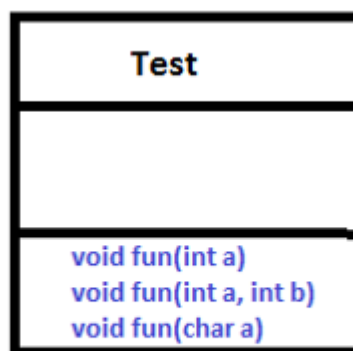 Test
void fun(int a)
void fun(int a, int b)
void fun(char a)